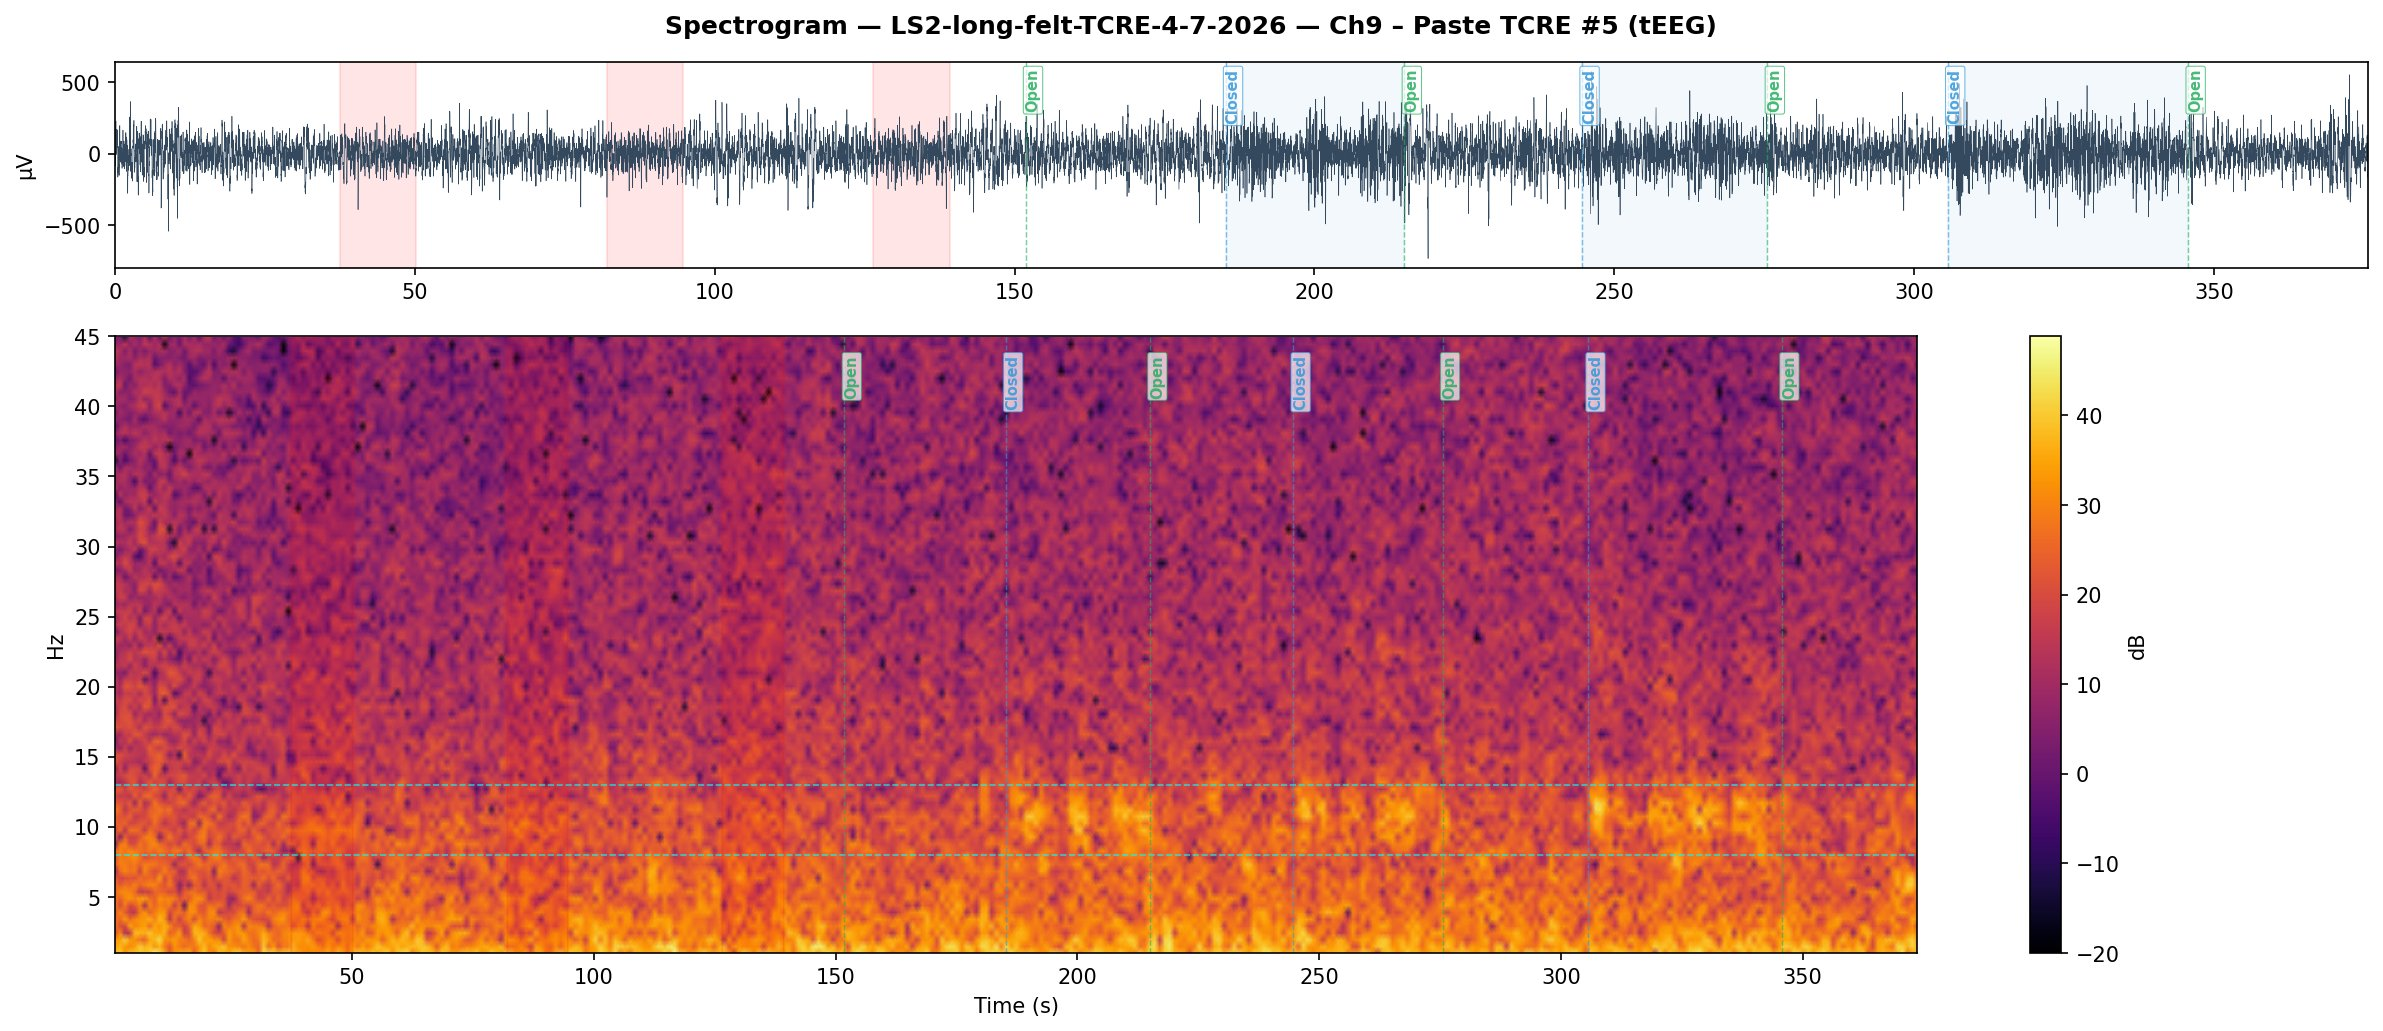 Spectrogram — LS2-long-felt-TCRE-4-7-2026 — Ch9 – Paste TCRE #5 (tEEG)
500
0
−500
µV
Open
Closed
Open
Closed
Open
Closed
Open
0
50
100
150
200
250
300
350
45
40
35
30
25
20
15
10
5
Hz
Open
Closed
Open
Closed
Open
Closed
Open
50
100
150
200
250
300
350
Time (s)
40
30
20
10
0
−10
−20
dB